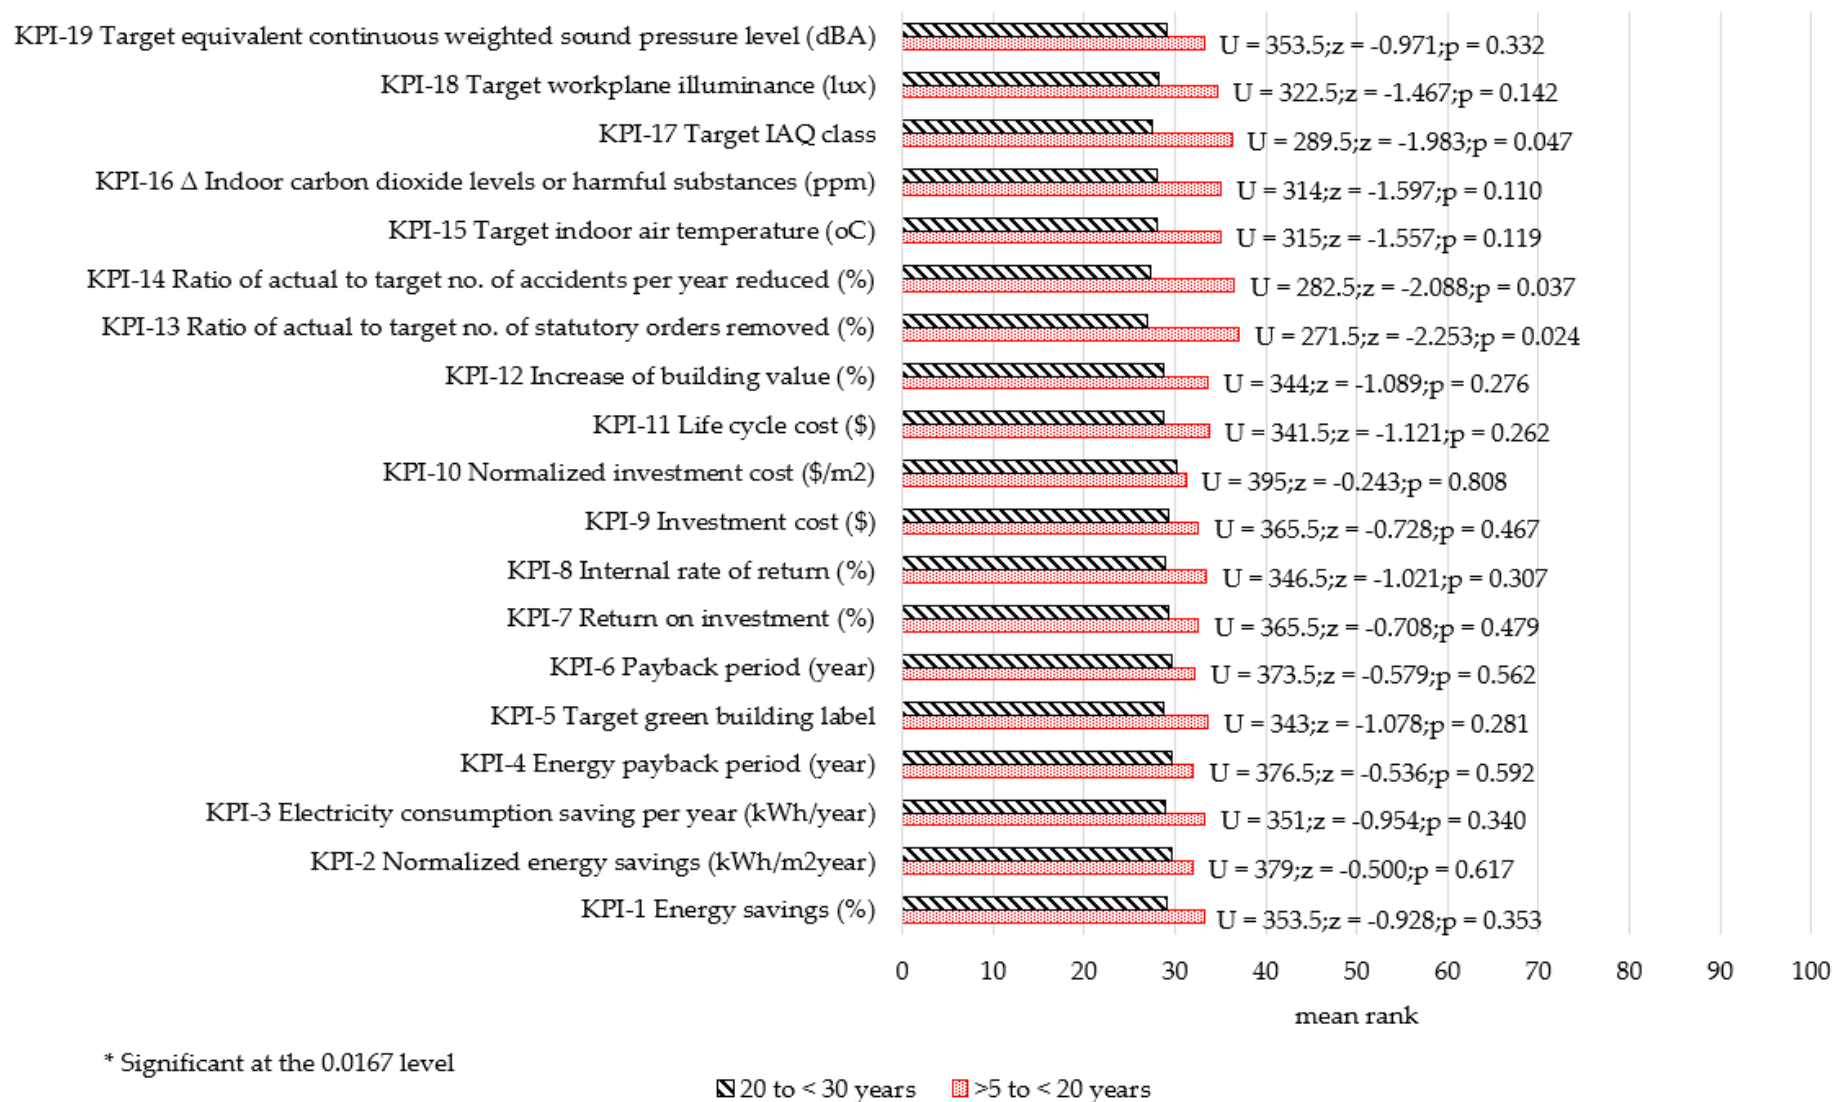 KPI-19 Target equivalent continuous weighted sound pressure level (dBA)
U = 353.5;z = -0.971;p = 0.332
KPI-18 Target workplane illuminance (lux)
U = 322.5;z = -1.467;p = 0.142
KPI-17 Target IAQ class
U = 289.5;z = -1.983;p = 0.047
KPI-16 Δ Indoor carbon dioxide levels or harmful substances (ppm)
U = 314;z = -1.597;p = 0.110
KPI-15 Target indoor air temperature (oC)
U = 315;z = -1.557;p = 0.119
KPI-14 Ratio of actual to target no. of accidents per year reduced (%)
U = 282.5;z = -2.088;p = 0.037
KPI-13 Ratio of actual to target no. of statutory orders removed (%)
U = 271.5;z = -2.253;p = 0.024
KPI-12 Increase of building value (%)
U = 344;z = -1.089;p = 0.276
KPI-11 Life cycle cost ($)
U = 341.5;z = -1.121;p = 0.262
KPI-10 Normalized investment cost ($/m2)
U = 395;z = -0.243;p = 0.808
KPI-9 Investment cost ($)
U = 365.5;z = -0.728;p = 0.467
KPI-8 Internal rate of return (%)
U = 346.5;z = -1.021;p = 0.307
KPI-7 Return on investment (%)
U = 365.5;z = -0.708;p = 0.479
KPI-6 Payback period (year)
U = 373.5;z = -0.579;p = 0.562
KPI-5 Target green building label
U = 343;z = -1.078;p = 0.281
KPI-4 Energy payback period (year)
U = 376.5;z = -0.536;p = 0.592
KPI-3 Electricity consumption saving per year (kWh/year)
U = 351;z = -0.954;p = 0.340
KPI-2 Normalized energy savings (kWh/m2year)
U = 379;z = -0.500;p = 0.617
KPI-1 Energy savings (%)
U = 353.5;z = -0.928;p = 0.353
0 10 20 30 40 50 60 70 80 90 100
mean rank
* Significant at the 0.0167 level
20 to < 30 years >5 to < 20 years